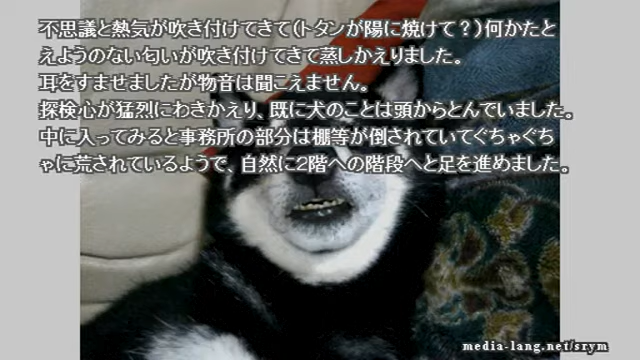 不思議と熱気が吹き付けてきて（トタンが陽に焼けて？）何かたと
えようのない匂いが吹き付けてきて蒸しかえりました。
耳をすませましたが物音は聞こえません。
探検心が猛烈にわきかえり、既に犬のことは頭からとんでいました。
中に入ってみると事務所の部分は棚等が倒されていてぐちゃぐち
ゃに荒されているようで、自然に２階への階段へと足を進めました。
media-lang.net/srym